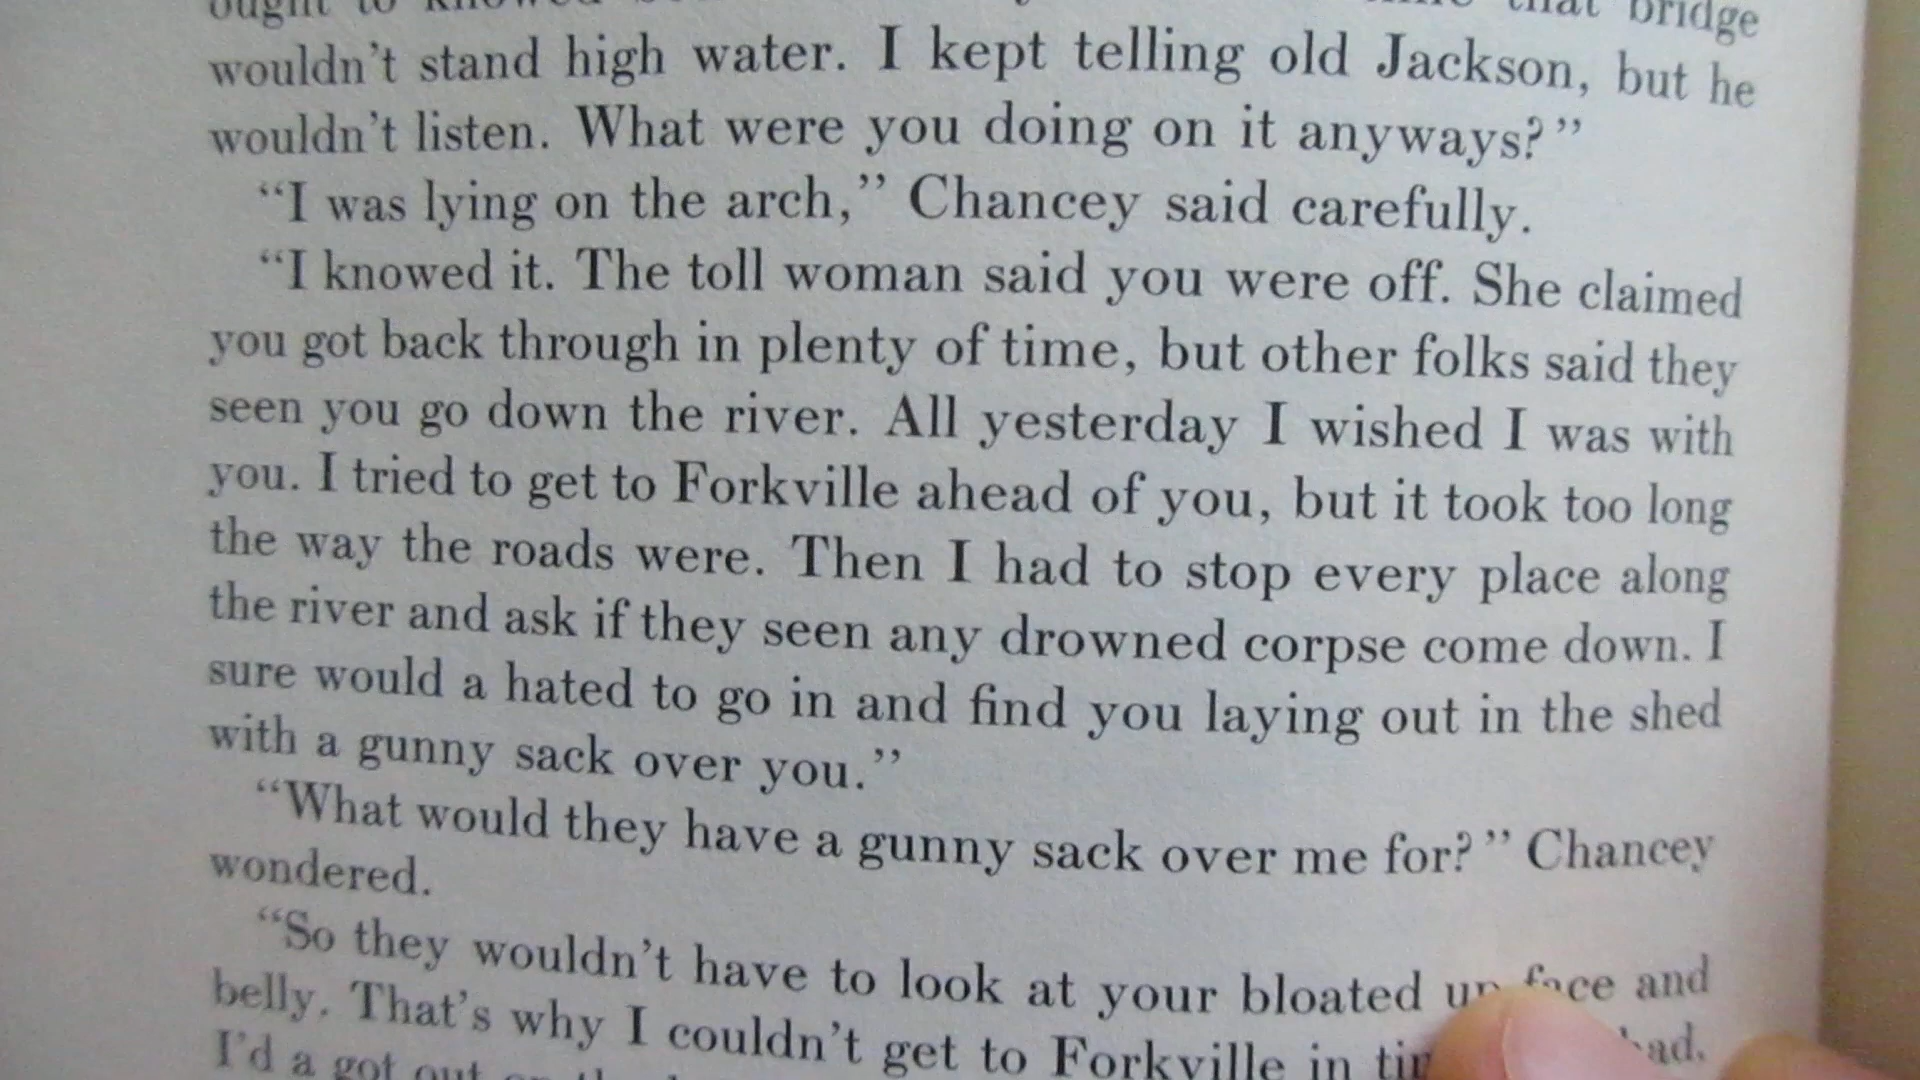 ought to knowed that bridge
wouldn't stand high water. I kept telling old Jackson, but he
wouldn't listen. What were you doing on it anyways?"
"I was lying on the arch," Chancey said carefully.
"I knowed it. The toll woman said you were off. She claimed
you got back through in plenty of time, but other folks said they
seen you go down the river. All yesterday I wished I was with
you. I tried to get to Forkville ahead of you, but it took too long
the way the roads were. Then I had to stop every place along
the river and ask if they seen any drowned corpse come down. I
sure would a hated to go in and find you laying out in the shed
with a gunny sack over you."
"What would they have a gunny sack over me for?" Chancey
wondered.
"So they wouldn't have to look at your bloated up face and
belly. That's why I couldn't get to Forkville in
I'd a got out